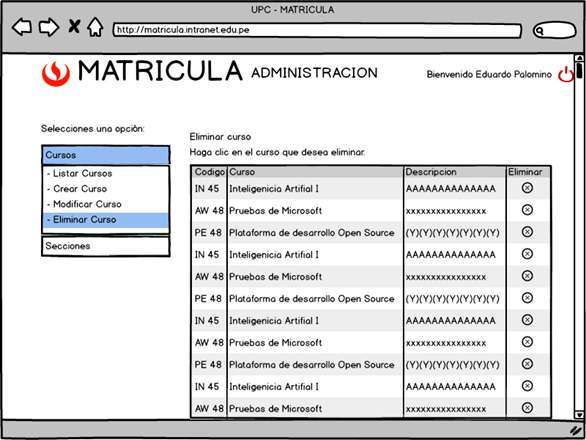 UPC - MATRICULA
http://matricula.intranet.edu.pe
MATRICULA ADMINISTRACION
Bienvenido Eduardo Palomino
Selecciones una opción:
Cursos
- Listar Cursos
- Crear Curso
- Modificar Curso
- Eliminar Curso
Secciones
Eliminar curso
Haga clic en el curso que desea eliminar.
Codigo Curso Descripcion Eliminar
IN 45 Inteligenicia Artifial I AAAAAAAAAAAAAA
AW 48 Pruebas de Microsoft xxxxxxxxxxxxxxxx
PE 48 Plataforma de desarrollo Open Source (Y)(Y)(Y)(Y)(Y)(Y)(Y)
IN 45 Inteligenicia Artifial I AAAAAAAAAAAAAA
AW 48 Pruebas de Microsoft xxxxxxxxxxxxxxxx
PE 48 Plataforma de desarrollo Open Source (Y)(Y)(Y)(Y)(Y)(Y)(Y)
IN 45 Inteligenicia Artifial I AAAAAAAAAAAAAA
AW 48 Pruebas de Microsoft xxxxxxxxxxxxxxxx
PE 48 Plataforma de desarrollo Open Source (Y)(Y)(Y)(Y)(Y)(Y)(Y)
IN 45 Inteligenicia Artifial I AAAAAAAAAAAAAA
AW 48 Pruebas de Microsoft xxxxxxxxxxxxxxxx